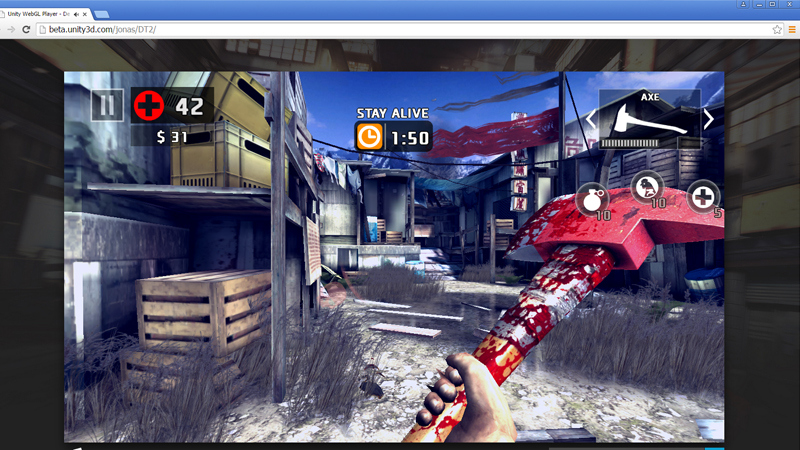 Unity WebGL Player - De
beta.unity3d.com/jonas/DT2/
42
$ 31
STAY ALIVE
1:50
AXE
10
10
5